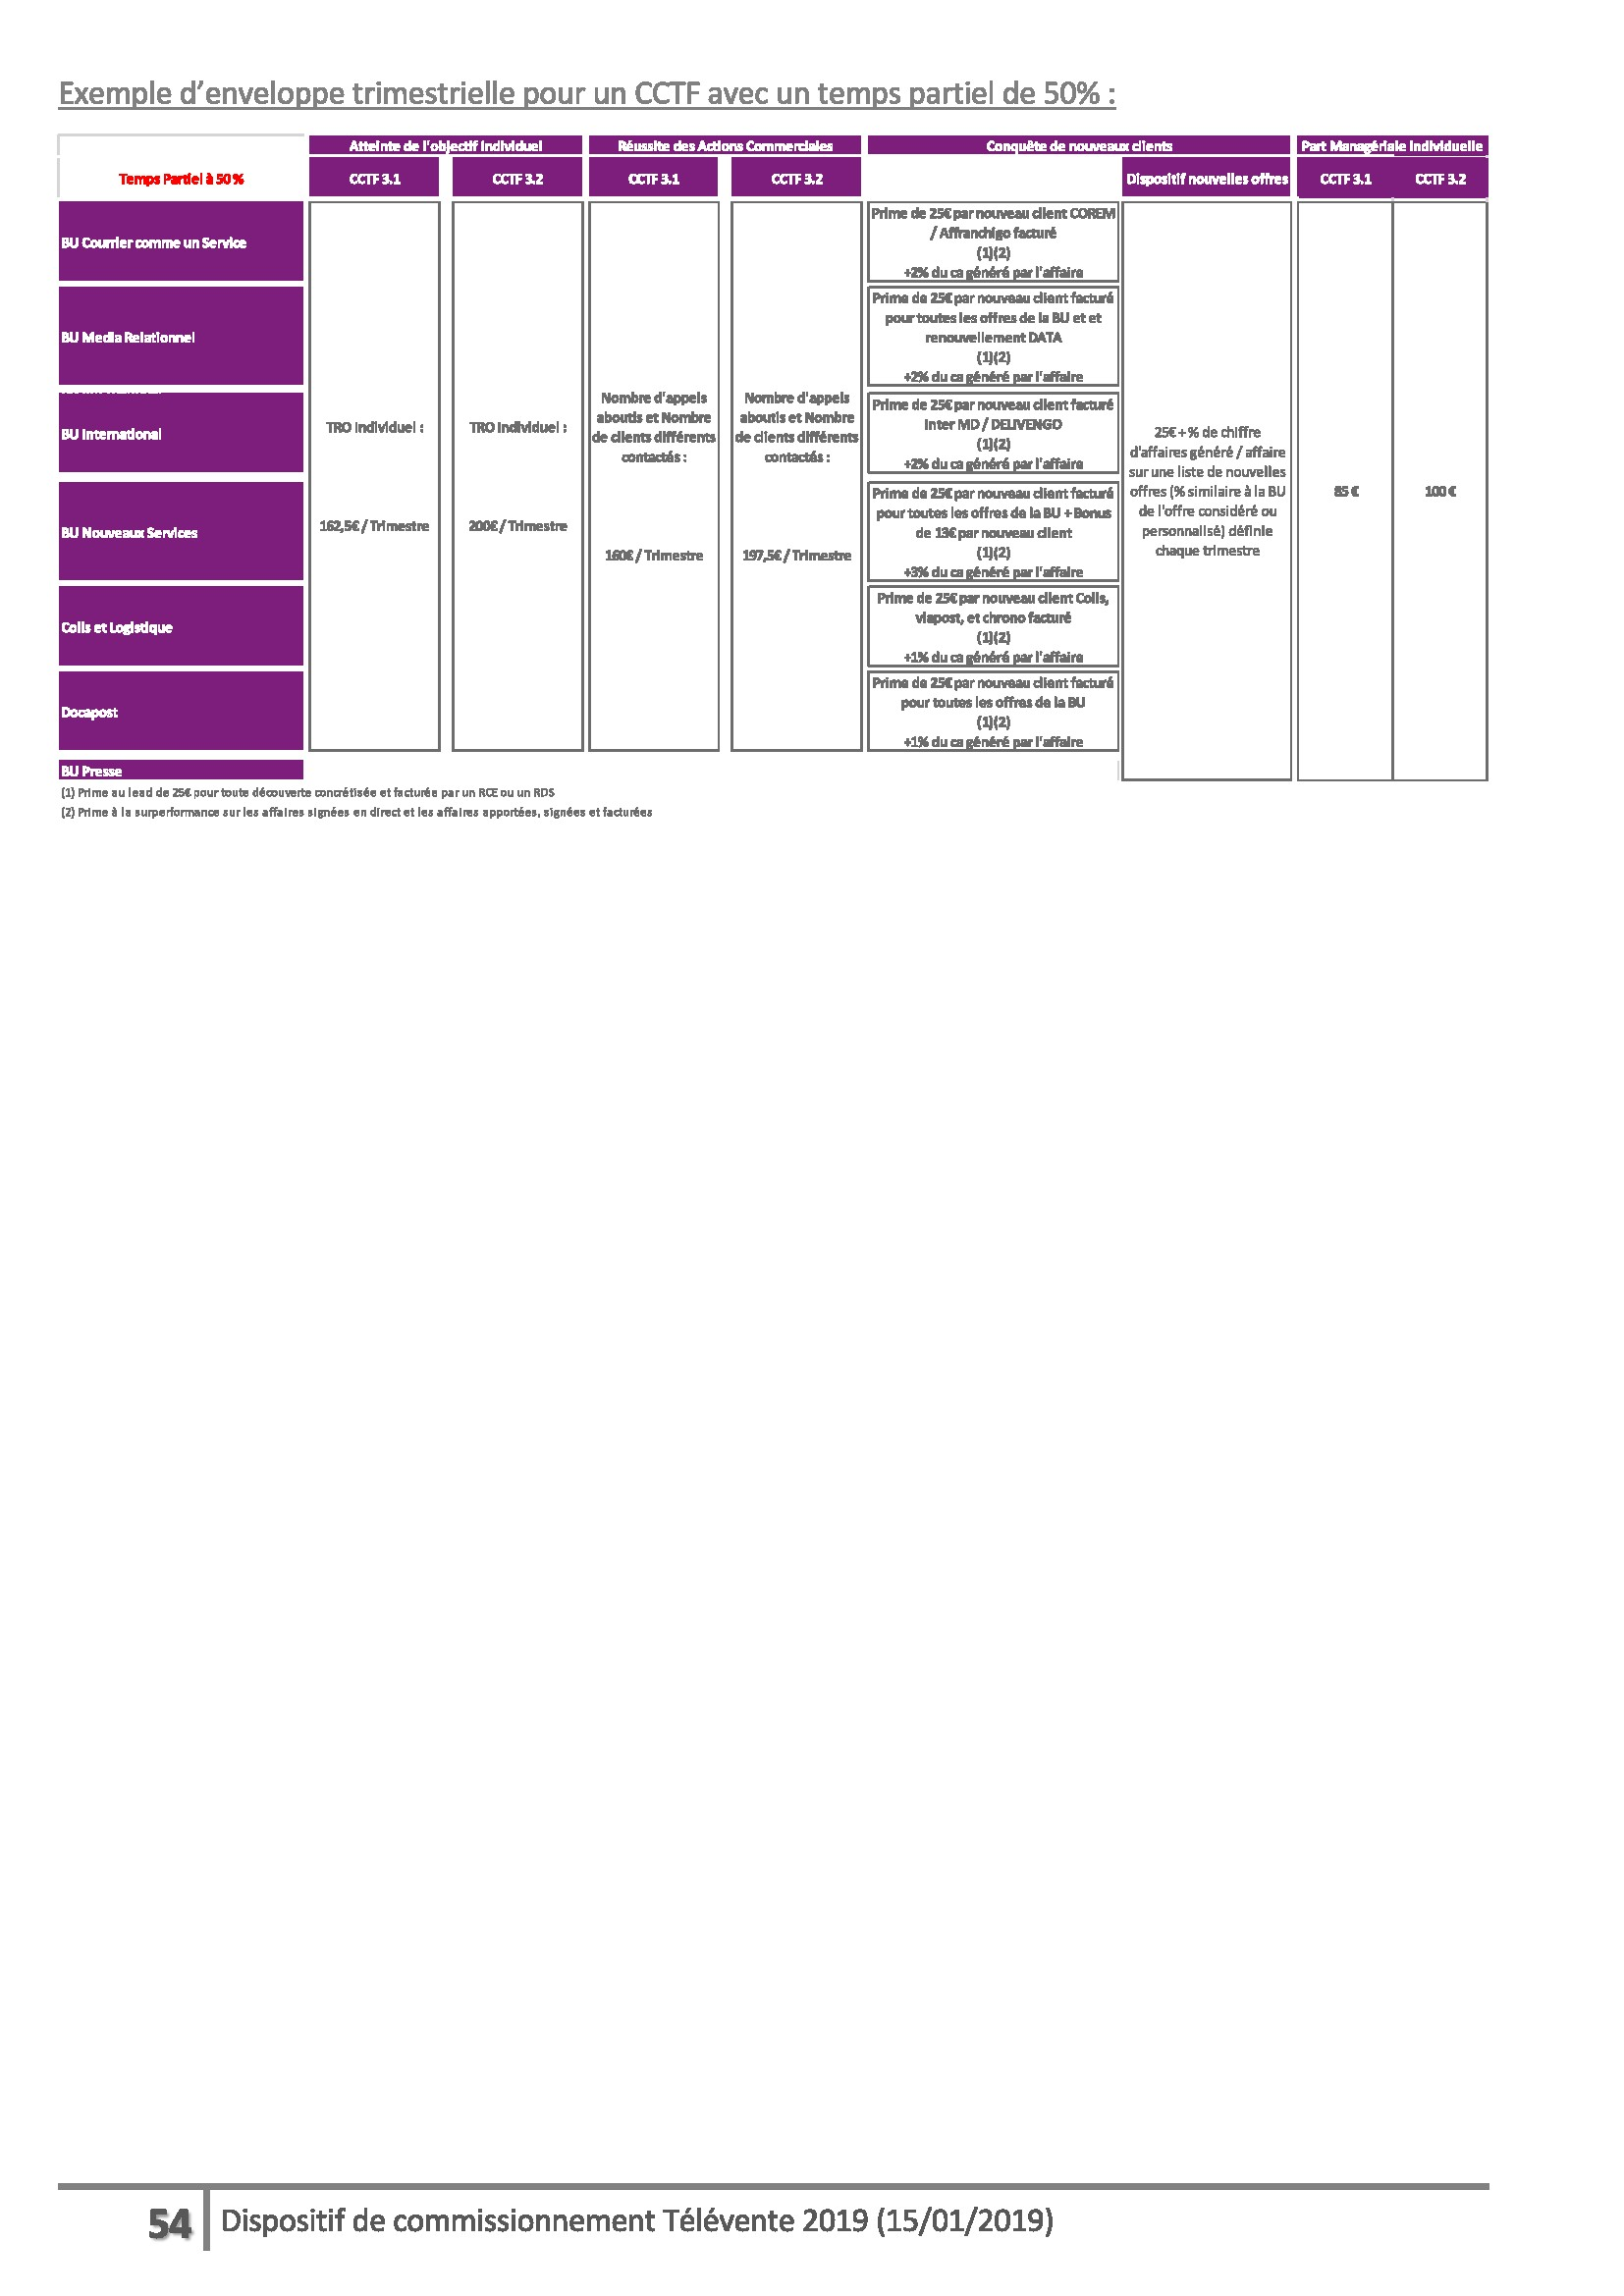 Exemple d’enveloppe trimestrielle pour un CCTF avec un temps partiel de 50% :
Atteinte de l'objectif Individuel
Réussite des Actions Commerciales
Conquête de nouveaux clients
Part Managériale Individuelle
Temps Partiel à 50%
CCTF 3.1
CCTF 3.2
CCTF 3.1
CCTF 3.2
Dispositif nouvelles offres
CCTF 3.1
CCTF 3.2
BU Courrier comme un Service
BU Media Relationnel
BU International
BU Nouveaux Services
Colis et Logistique
Docapost
BU Presse
TRO Individuel :
162,5€ / Trimestre
TRO Individuel :
200€ / Trimestre
Nombre d'appels
aboutis et Nombre
de clients différents
contactés :
160€ / Trimestre
Nombre d'appels
aboutis et Nombre
de clients différents
contactés :
197,5€ / Trimestre
Prime de 25€ par nouveau client COREM
/ Affranchigo facturé
(1)(2)
+2% du ca généré par l'affaire
Prime de 25€ par nouveau client facturé
pour toutes les offres de la BU et et
renouvellement DATA
(1)(2)
+2% du ca généré par l'affaire
Prime de 25€ par nouveau client facturé
Inter MD / DELIVENGO
(1)(2)
+2% du ca généré par l'affaire
Prime de 25€ par nouveau client facturé
pour toutes les offres de la BU + Bonus
de 13€ par nouveau client
(1)(2)
+3% du ca généré par l'affaire
Prime de 25€ par nouveau client Colis,
viapost, et chrono facturé
(1)(2)
+1% du ca généré par l'affaire
Prime de 25€ par nouveau client facturé
pour toutes les offres de la BU
(1)(2)
+1% du ca généré par l'affaire
25€ + % de chiffre
d'affaires généré / affaire
sur une liste de nouvelles
offres (% similaire à la BU
de l'offre considéré ou
personnalisé) définie
chaque trimestre
85 €
100 €
(1) Prime au lead de 25€ pour toute découverte concrétisée et facturée par un RCE ou un RDS
(2) Prime à la surperformance sur les affaires signées en direct et les affaires apportées, signées et facturées
54
Dispositif de commissionnement Télévente 2019 (15/01/2019)